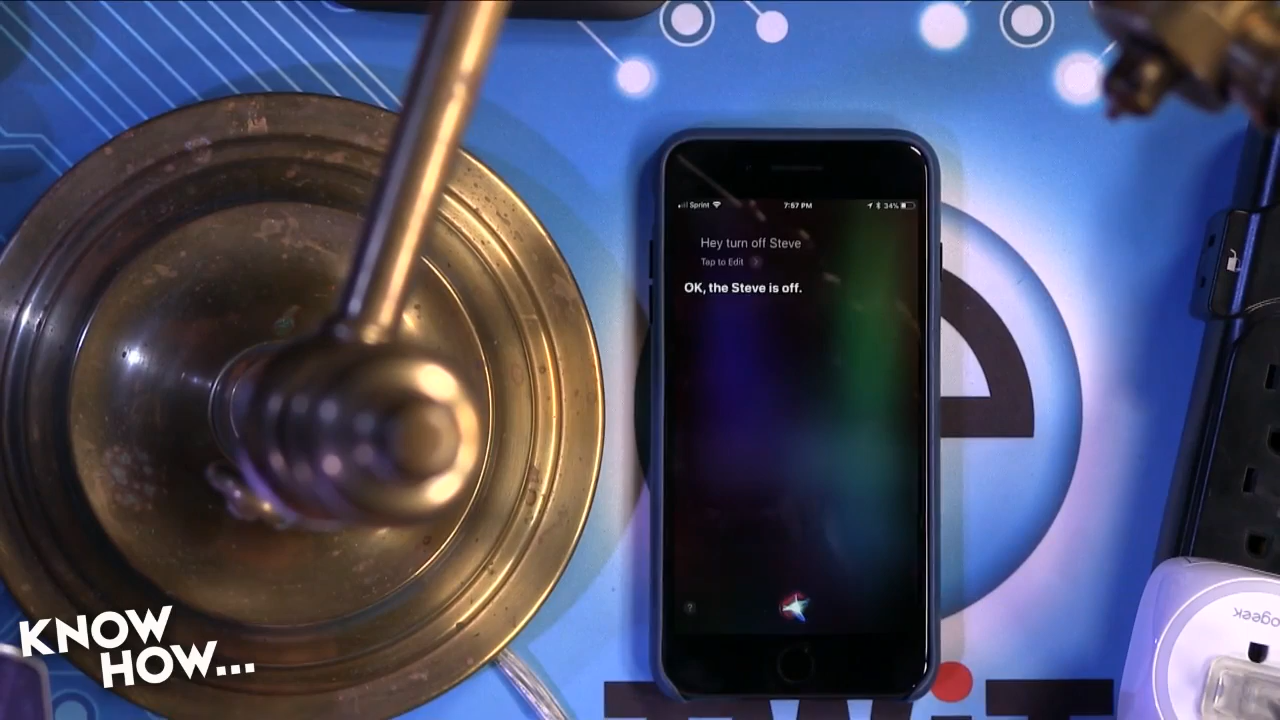 Sprint 7:57 PM 34%
Hey turn off Steve
Tap to Edit
OK, the Steve is off.
?
e
ogeek
KNOW
HOW...
TWiT